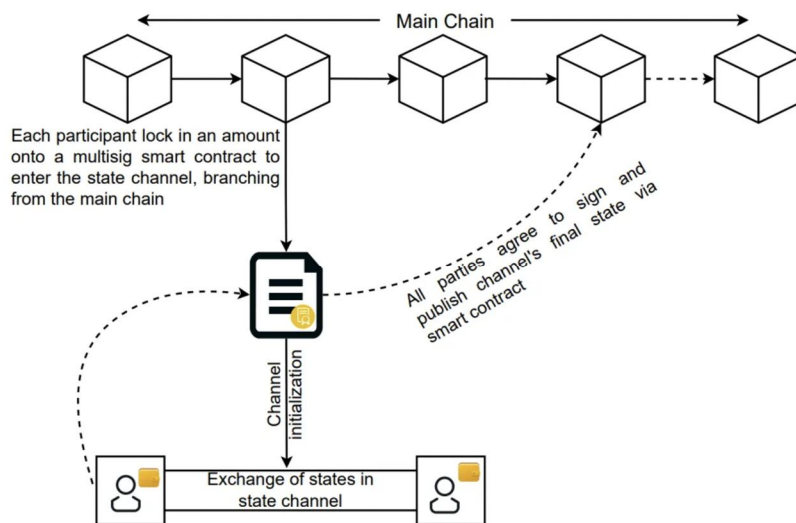 Main Chain
Each participant lock in an amount
onto a multisig smart contract to
enter the state channel, branching
from the main chain
All parties agree to sign and
publish channel's final state via
smart contract
Channel
initialization
Exchange of states in
state channel